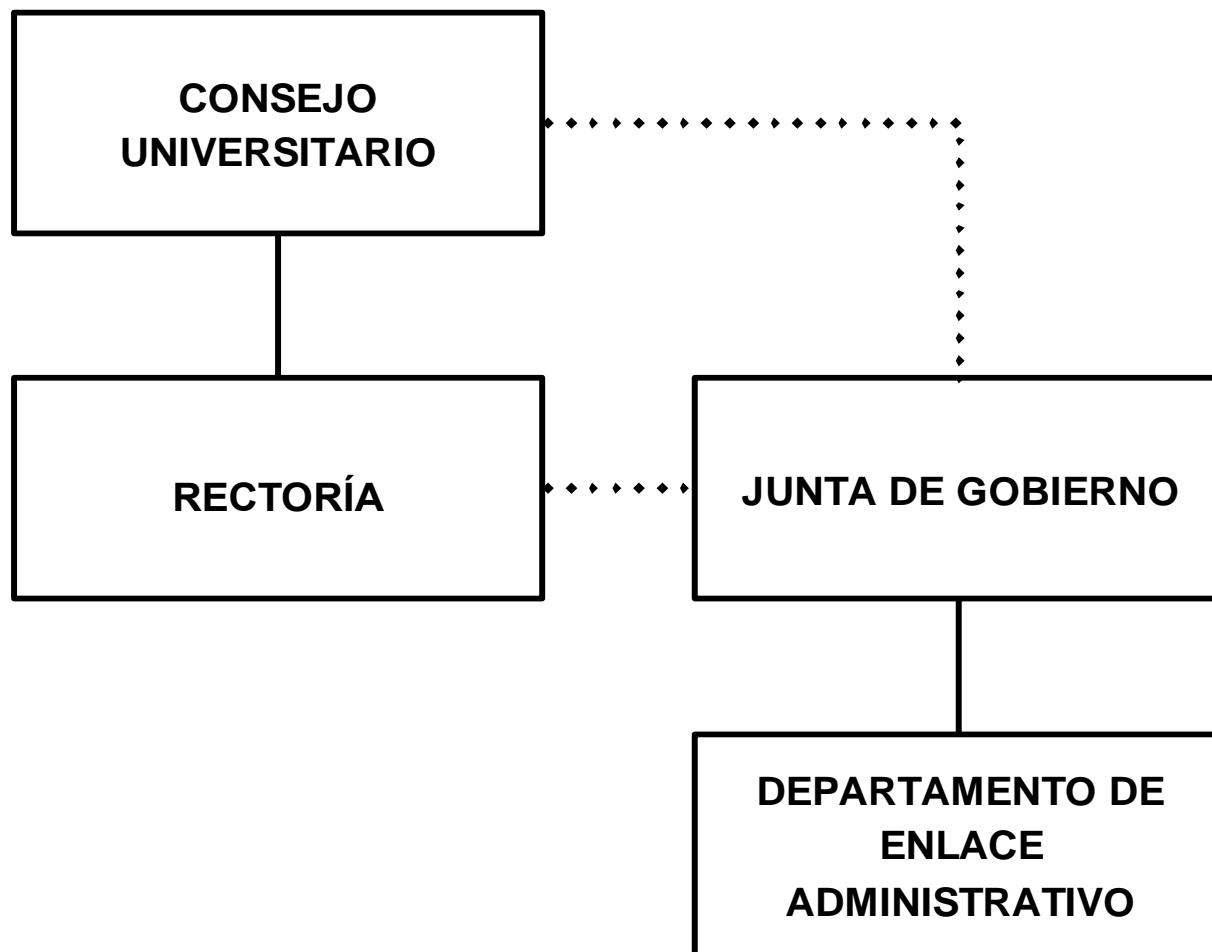 CONSEJO
UNIVERSITARIO
RECTORÍA
JUNTA DE GOBIERNO
DEPARTAMENTO DE
ENLACE
ADMINISTRATIVO